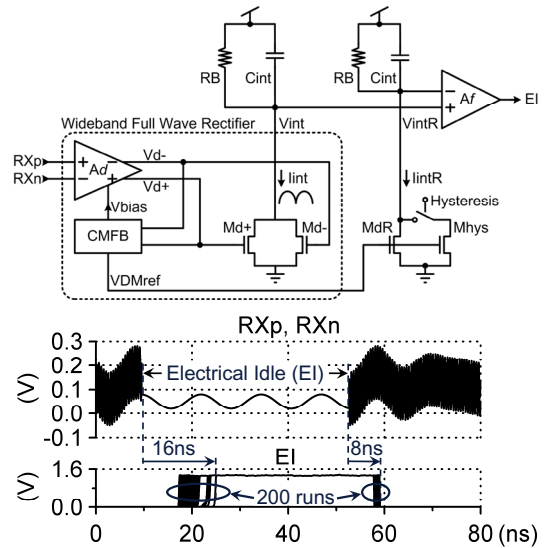 RB
Cint
RB
Cint
Af
EI
Wideband Full Wave Rectifier
Vint
VintR
RXp
RXn
Ad
Vd-
Vd+
Iint
IintR
Hysteresis
Vbias
CMFB
Md+
Md-
MdR
Mhys
VDMref
RXp, RXn
0.3
0.2
0.1
0.0
-0.1
(V)
Electrical Idle (EI)
16ns
EI
8ns
1.6
0.0
(V)
200 runs
0 20 40 60 80 (ns)